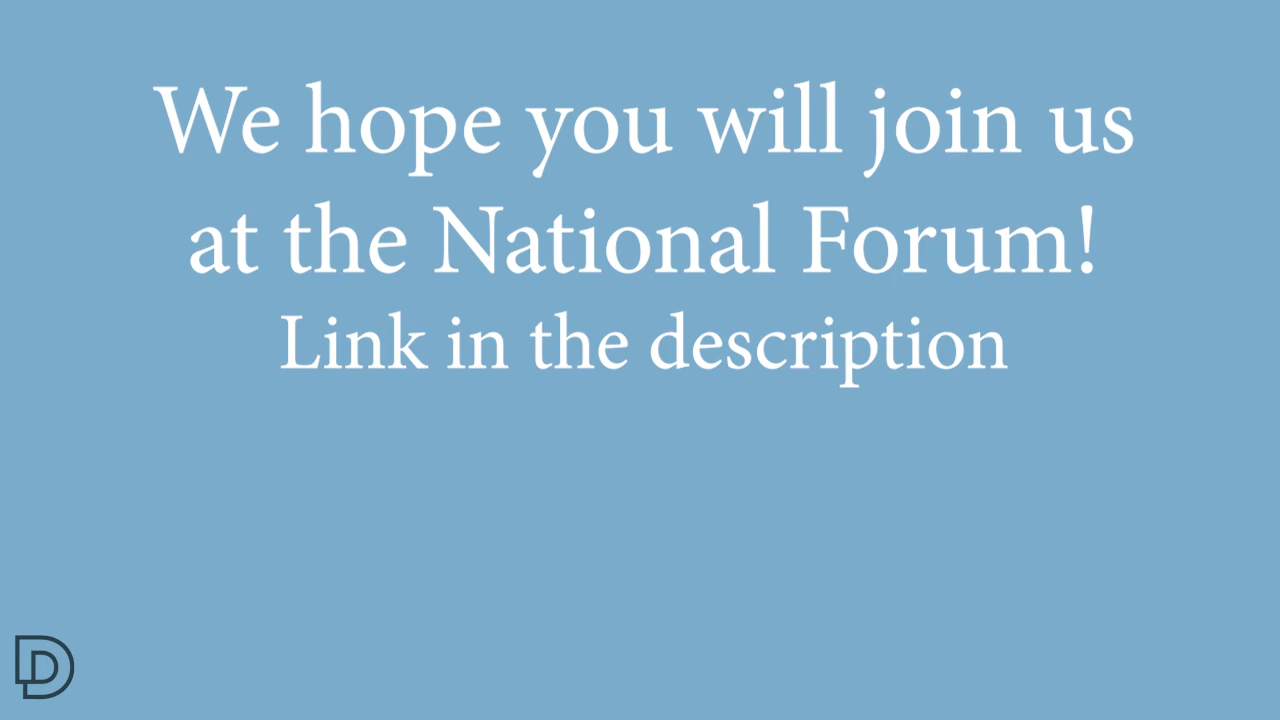 We hope you will join us
at the National Forum!
Link in the description